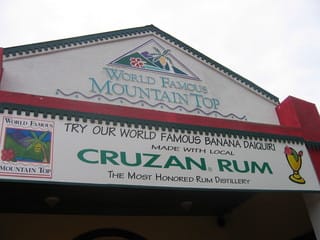 WORLD FAMOUS
MOUNTAIN TOP
TRY OUR WORLD FAMOUS BANANA DAIQUIRI
MADE WITH LOCAL
CRUZAN RUM
THE MOST HONORED RUM DISTILLERY
WORLD FAMOUS
MOUNTAIN TOP